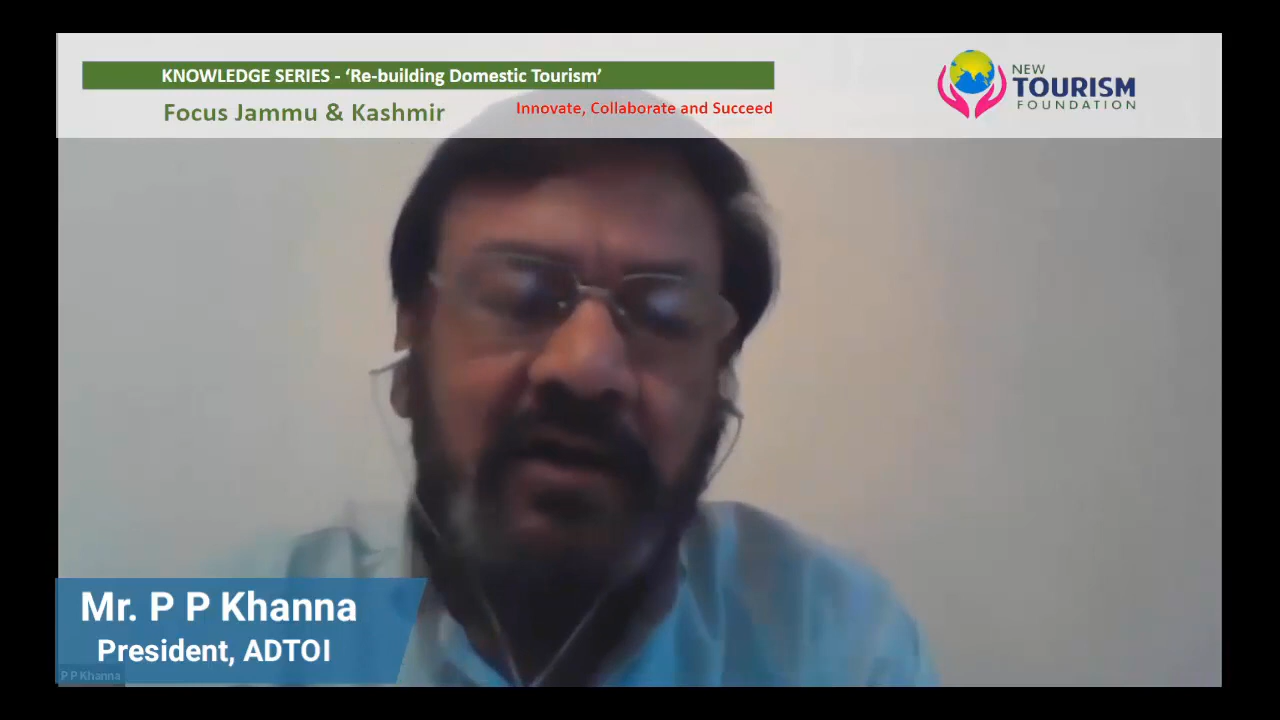 KNOWLEDGE SERIES - ‘Re-building Domestic Tourism’
Focus Jammu & Kashmir
Innovate, Collaborate and Succeed
NEW
TOURISM
FOUNDATION
Mr. P P Khanna
President, ADTOI
P P Khanna